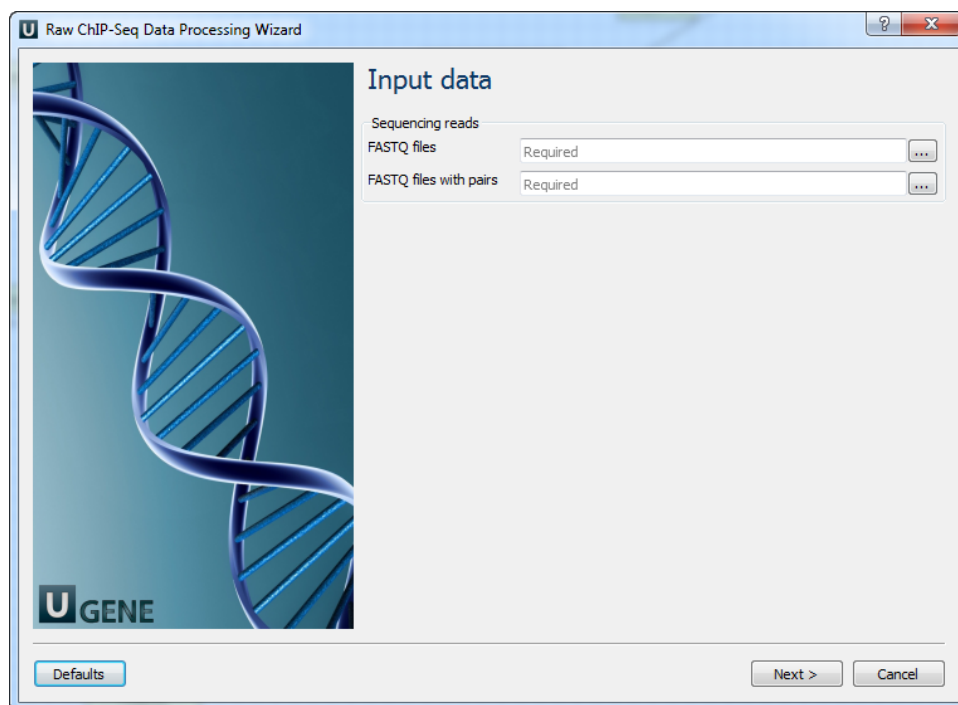 U Raw ChIP-Seq Data Processing Wizard
?
Input data
Sequencing reads
FASTQ files
Required
...
FASTQ files with pairs
Required
...
U GENE
Defaults
Next >
Cancel